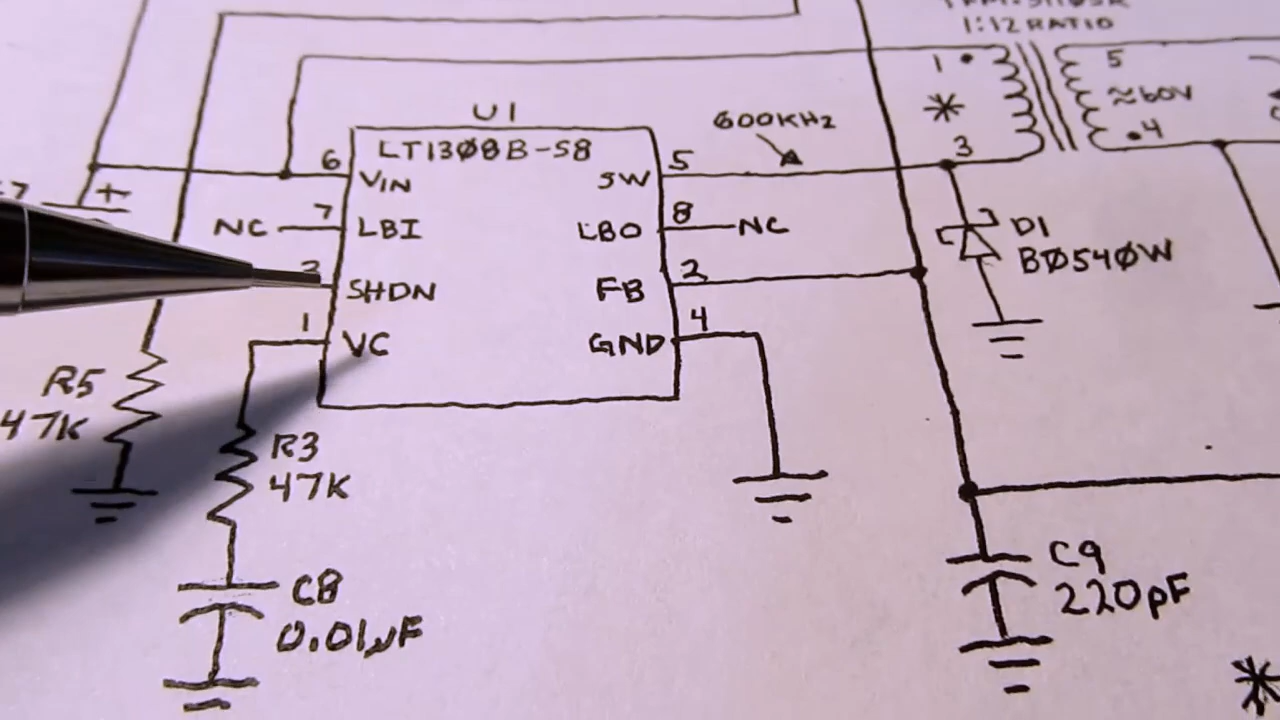 1:12 RATIO
1
5
≈60V
*
3
4
U1
600KHz
LT1308B-S8
6
VIN
SW
5
7
+
NC
7
LBI
LBO
8
NC
D1
B0540W
SHDN
FB
2
1
VC
GND
4
R5
47K
R3
47K
C8
0.01µF
C9
220pF
*